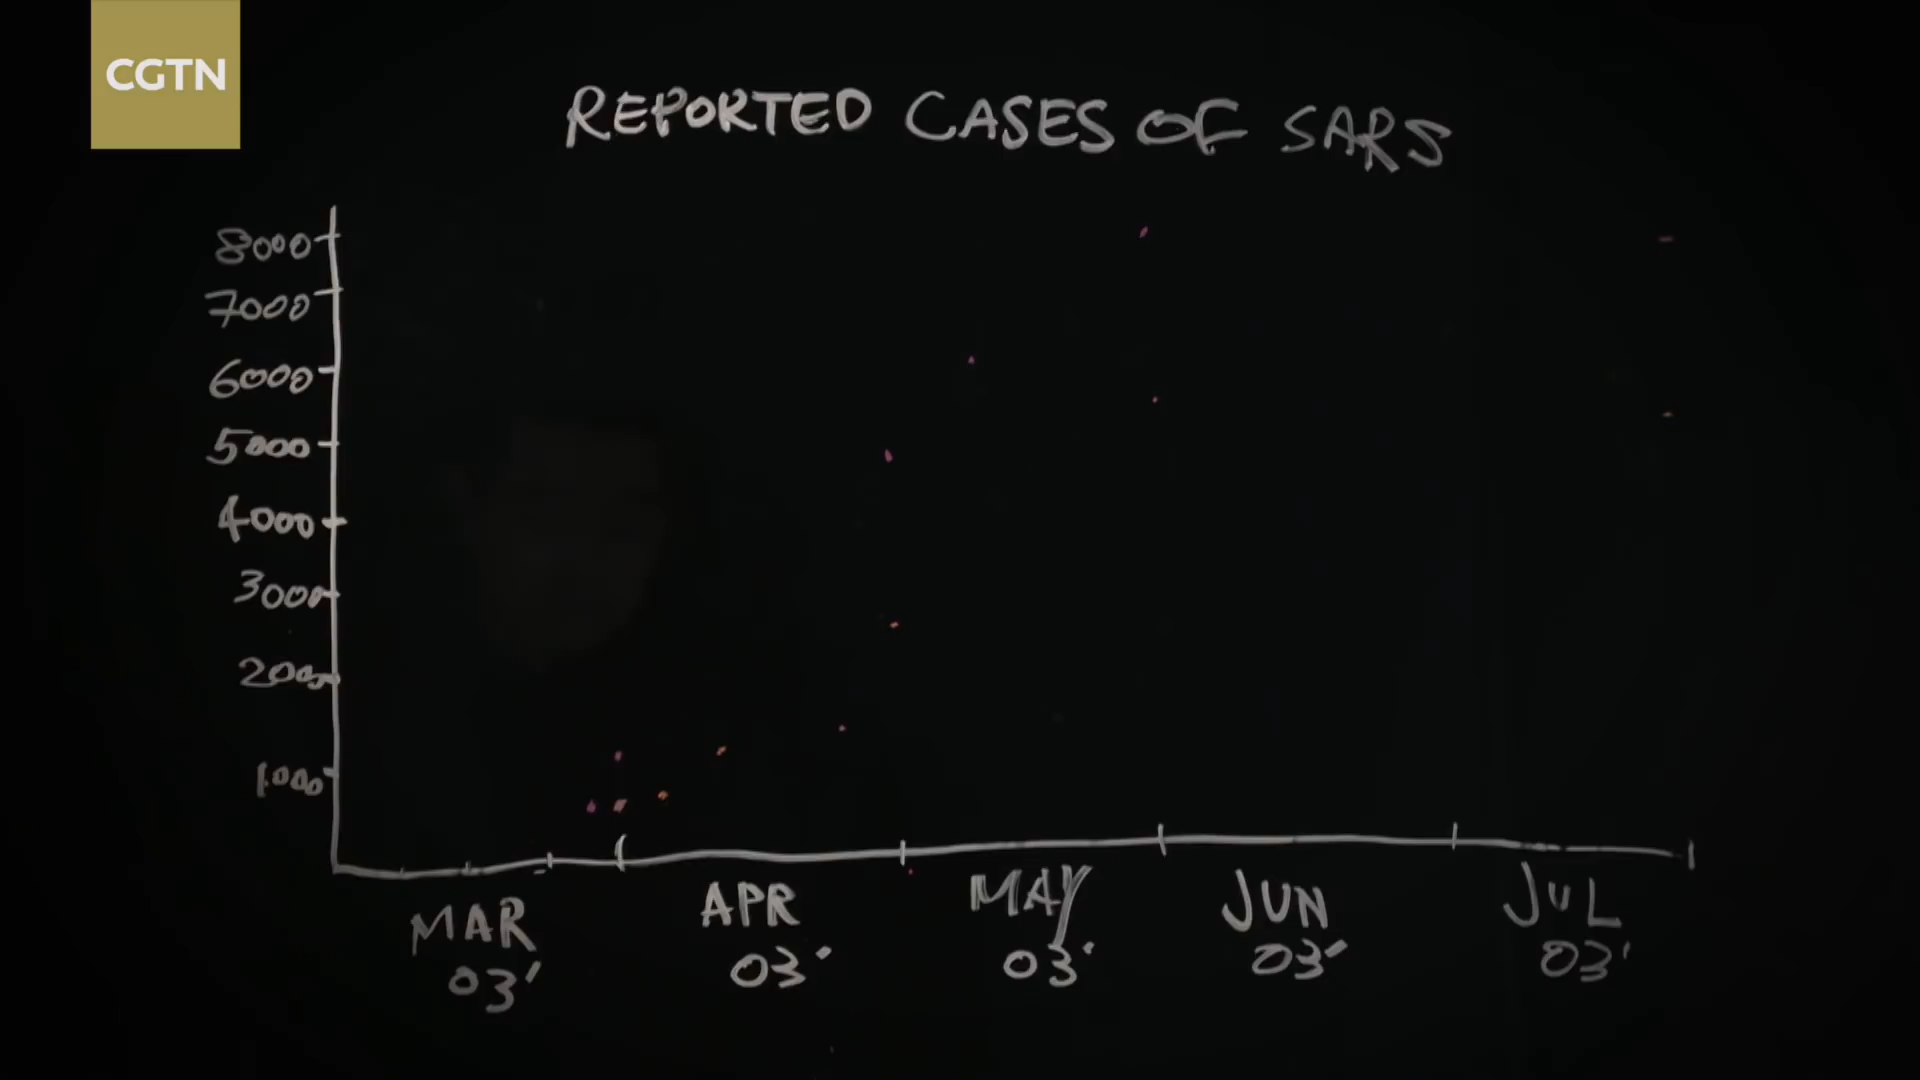 CGTN
REPORTED CASES OF SARS
8000
7000
6000
5000
4000
3000
2000
1000
MAR 03'
APR 03'
MAY 03'
JUN 03'
JUL 03'